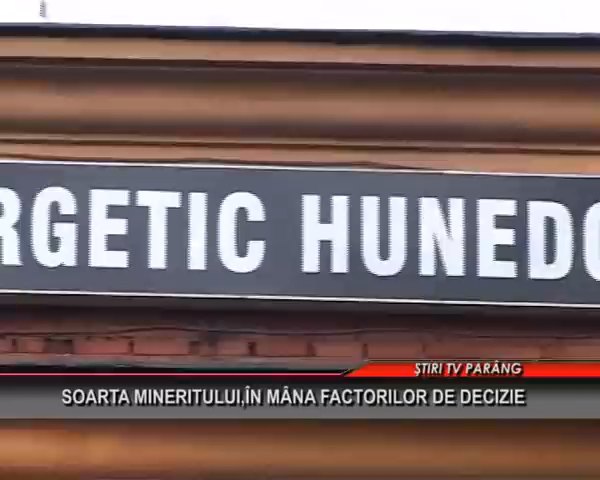 RGETIC HUNEDO
ȘTIRI TV PARÂNG
SOARTA MINERITULUI,ÎN MÂNA FACTORILOR DE DECIZIE